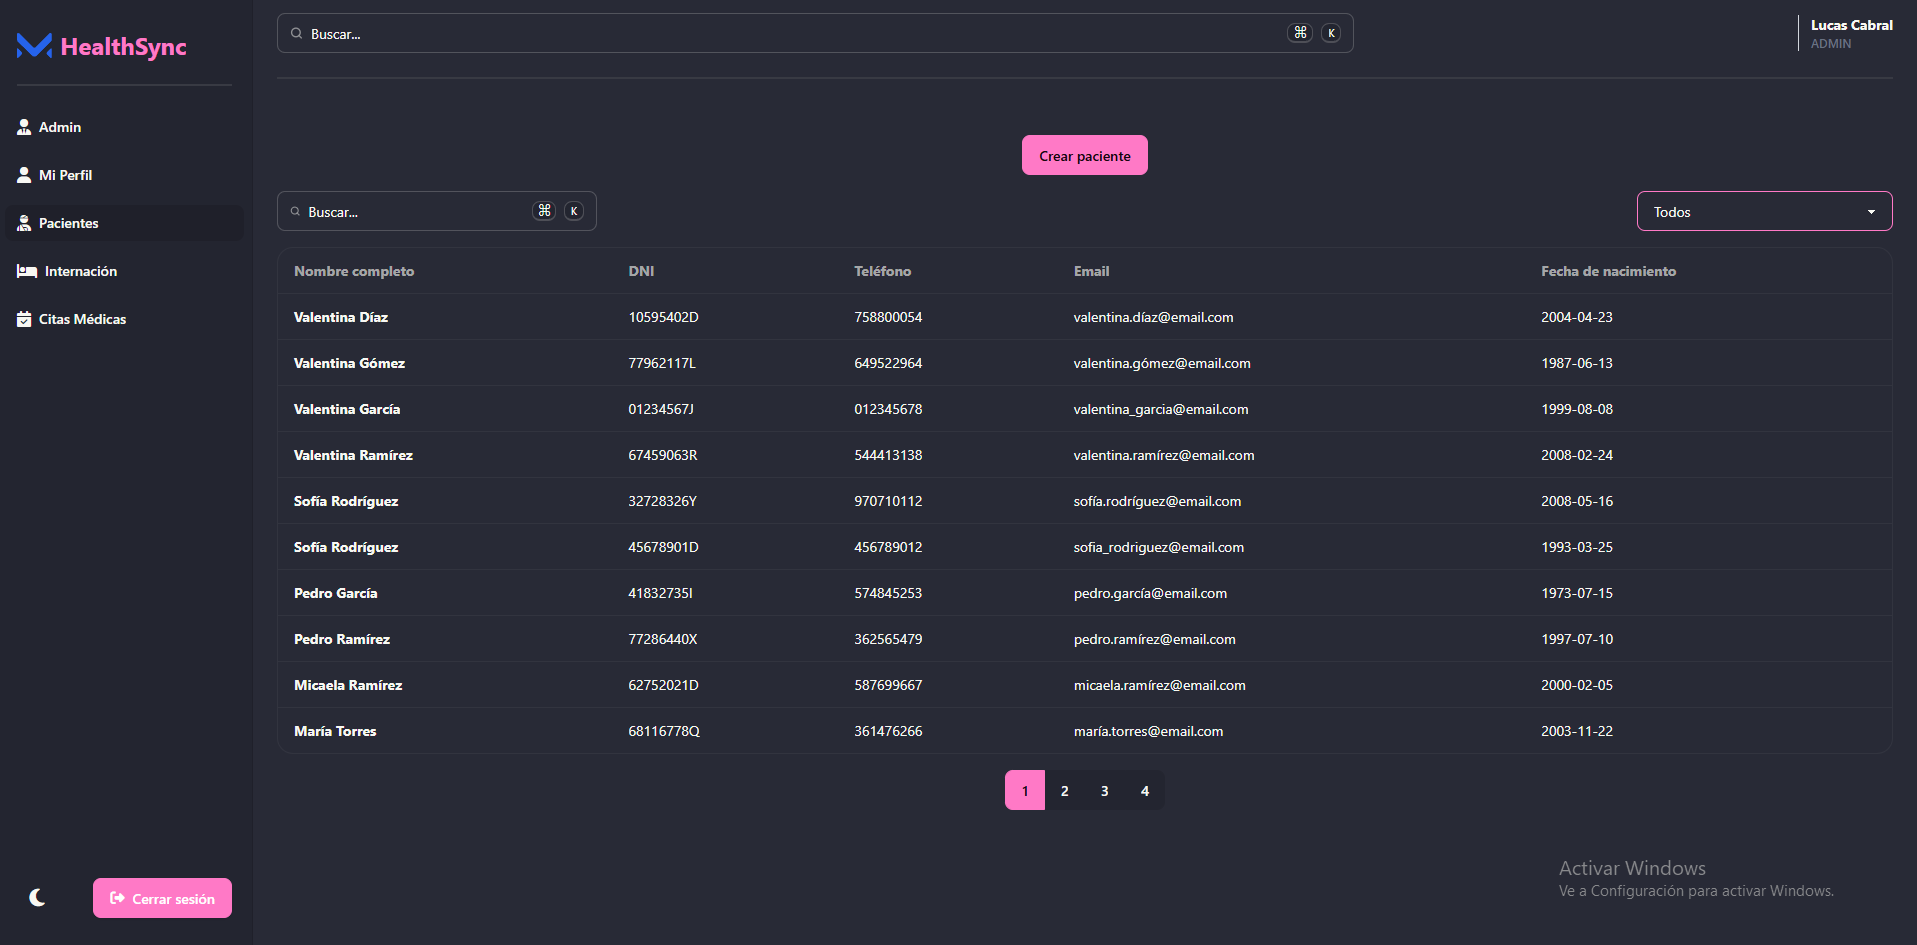 HealthSync
Admin
Mi Perfil
Pacientes
Internación
Citas Médicas
Cerrar sesión
Buscar... ⌘ K
Lucas Cabral
ADMIN
Crear paciente
Buscar... ⌘ K
Todos
Nombre completo DNI Teléfono Email Fecha de nacimiento
Valentina Díaz 10595402D 758800054 valentina.díaz@email.com 2004-04-23
Valentina Gómez 77962117L 649522964 valentina.gómez@email.com 1987-06-13
Valentina García 01234567J 012345678 valentina_garcia@email.com 1999-08-08
Valentina Ramírez 67459063R 544413138 valentina.ramírez@email.com 2008-02-24
Sofía Rodríguez 32728326Y 970710112 sofía.rodríguez@email.com 2008-05-16
Sofía Rodríguez 45678901D 456789012 sofia_rodriguez@email.com 1993-03-25
Pedro García 41832735I 574845253 pedro.garcía@email.com 1973-07-15
Pedro Ramírez 77286440X 362565479 pedro.ramírez@email.com 1997-07-10
Micaela Ramírez 62752021D 587699667 micaela.ramírez@email.com 2000-02-05
María Torres 68116778Q 361476266 maría.torres@email.com 2003-11-22
1 2 3 4
Activar Windows
Ve a Configuración para activar Windows.